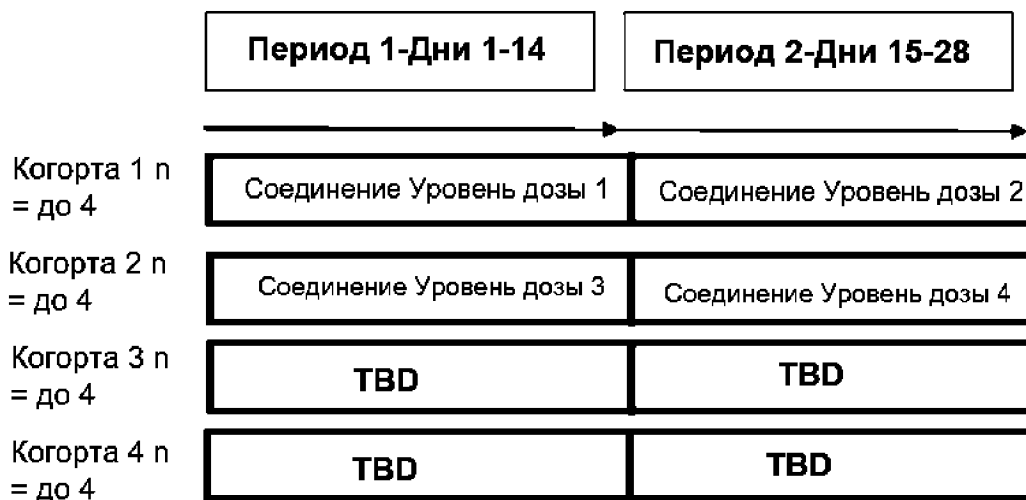 Период 1-Дни 1-14
Период 2-Дни 15-28
Когорта 1 n
= до 4
Соединение Уровень дозы 1
Соединение Уровень дозы 2
Когорта 2 n
= до 4
Соединение Уровень дозы 3
Соединение Уровень дозы 4
Когорта 3 n
= до 4
TBD
TBD
Когорта 4 n
= до 4
TBD
TBD